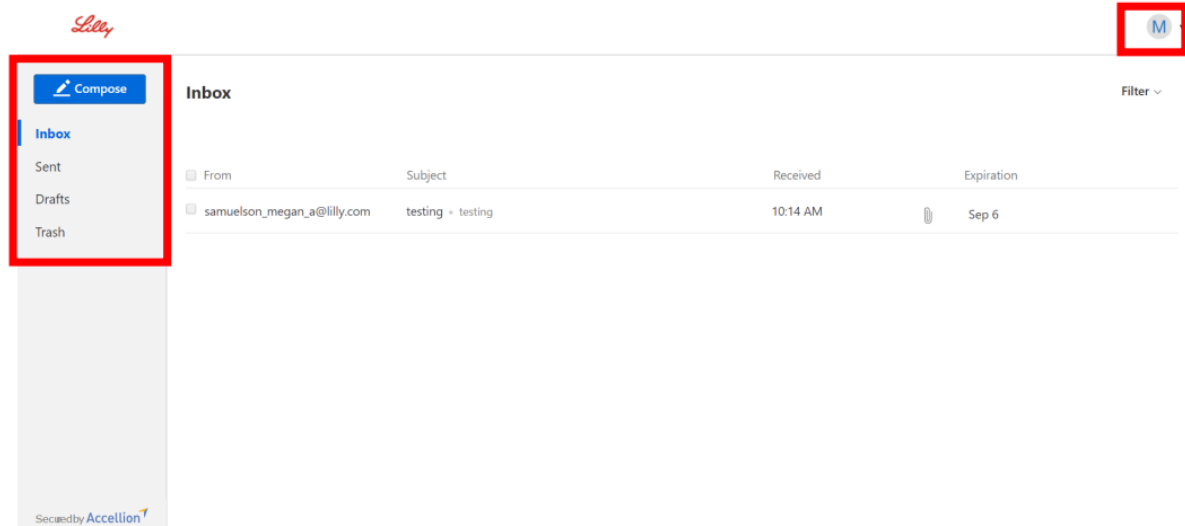 Lilly
M
Compose
Inbox
Filter
Inbox
Sent
Drafts
Trash
From Subject Received Expiration
samuelson_megan_a@lilly.com testing • testing 10:14 AM Sep 6
Secured by Accellion